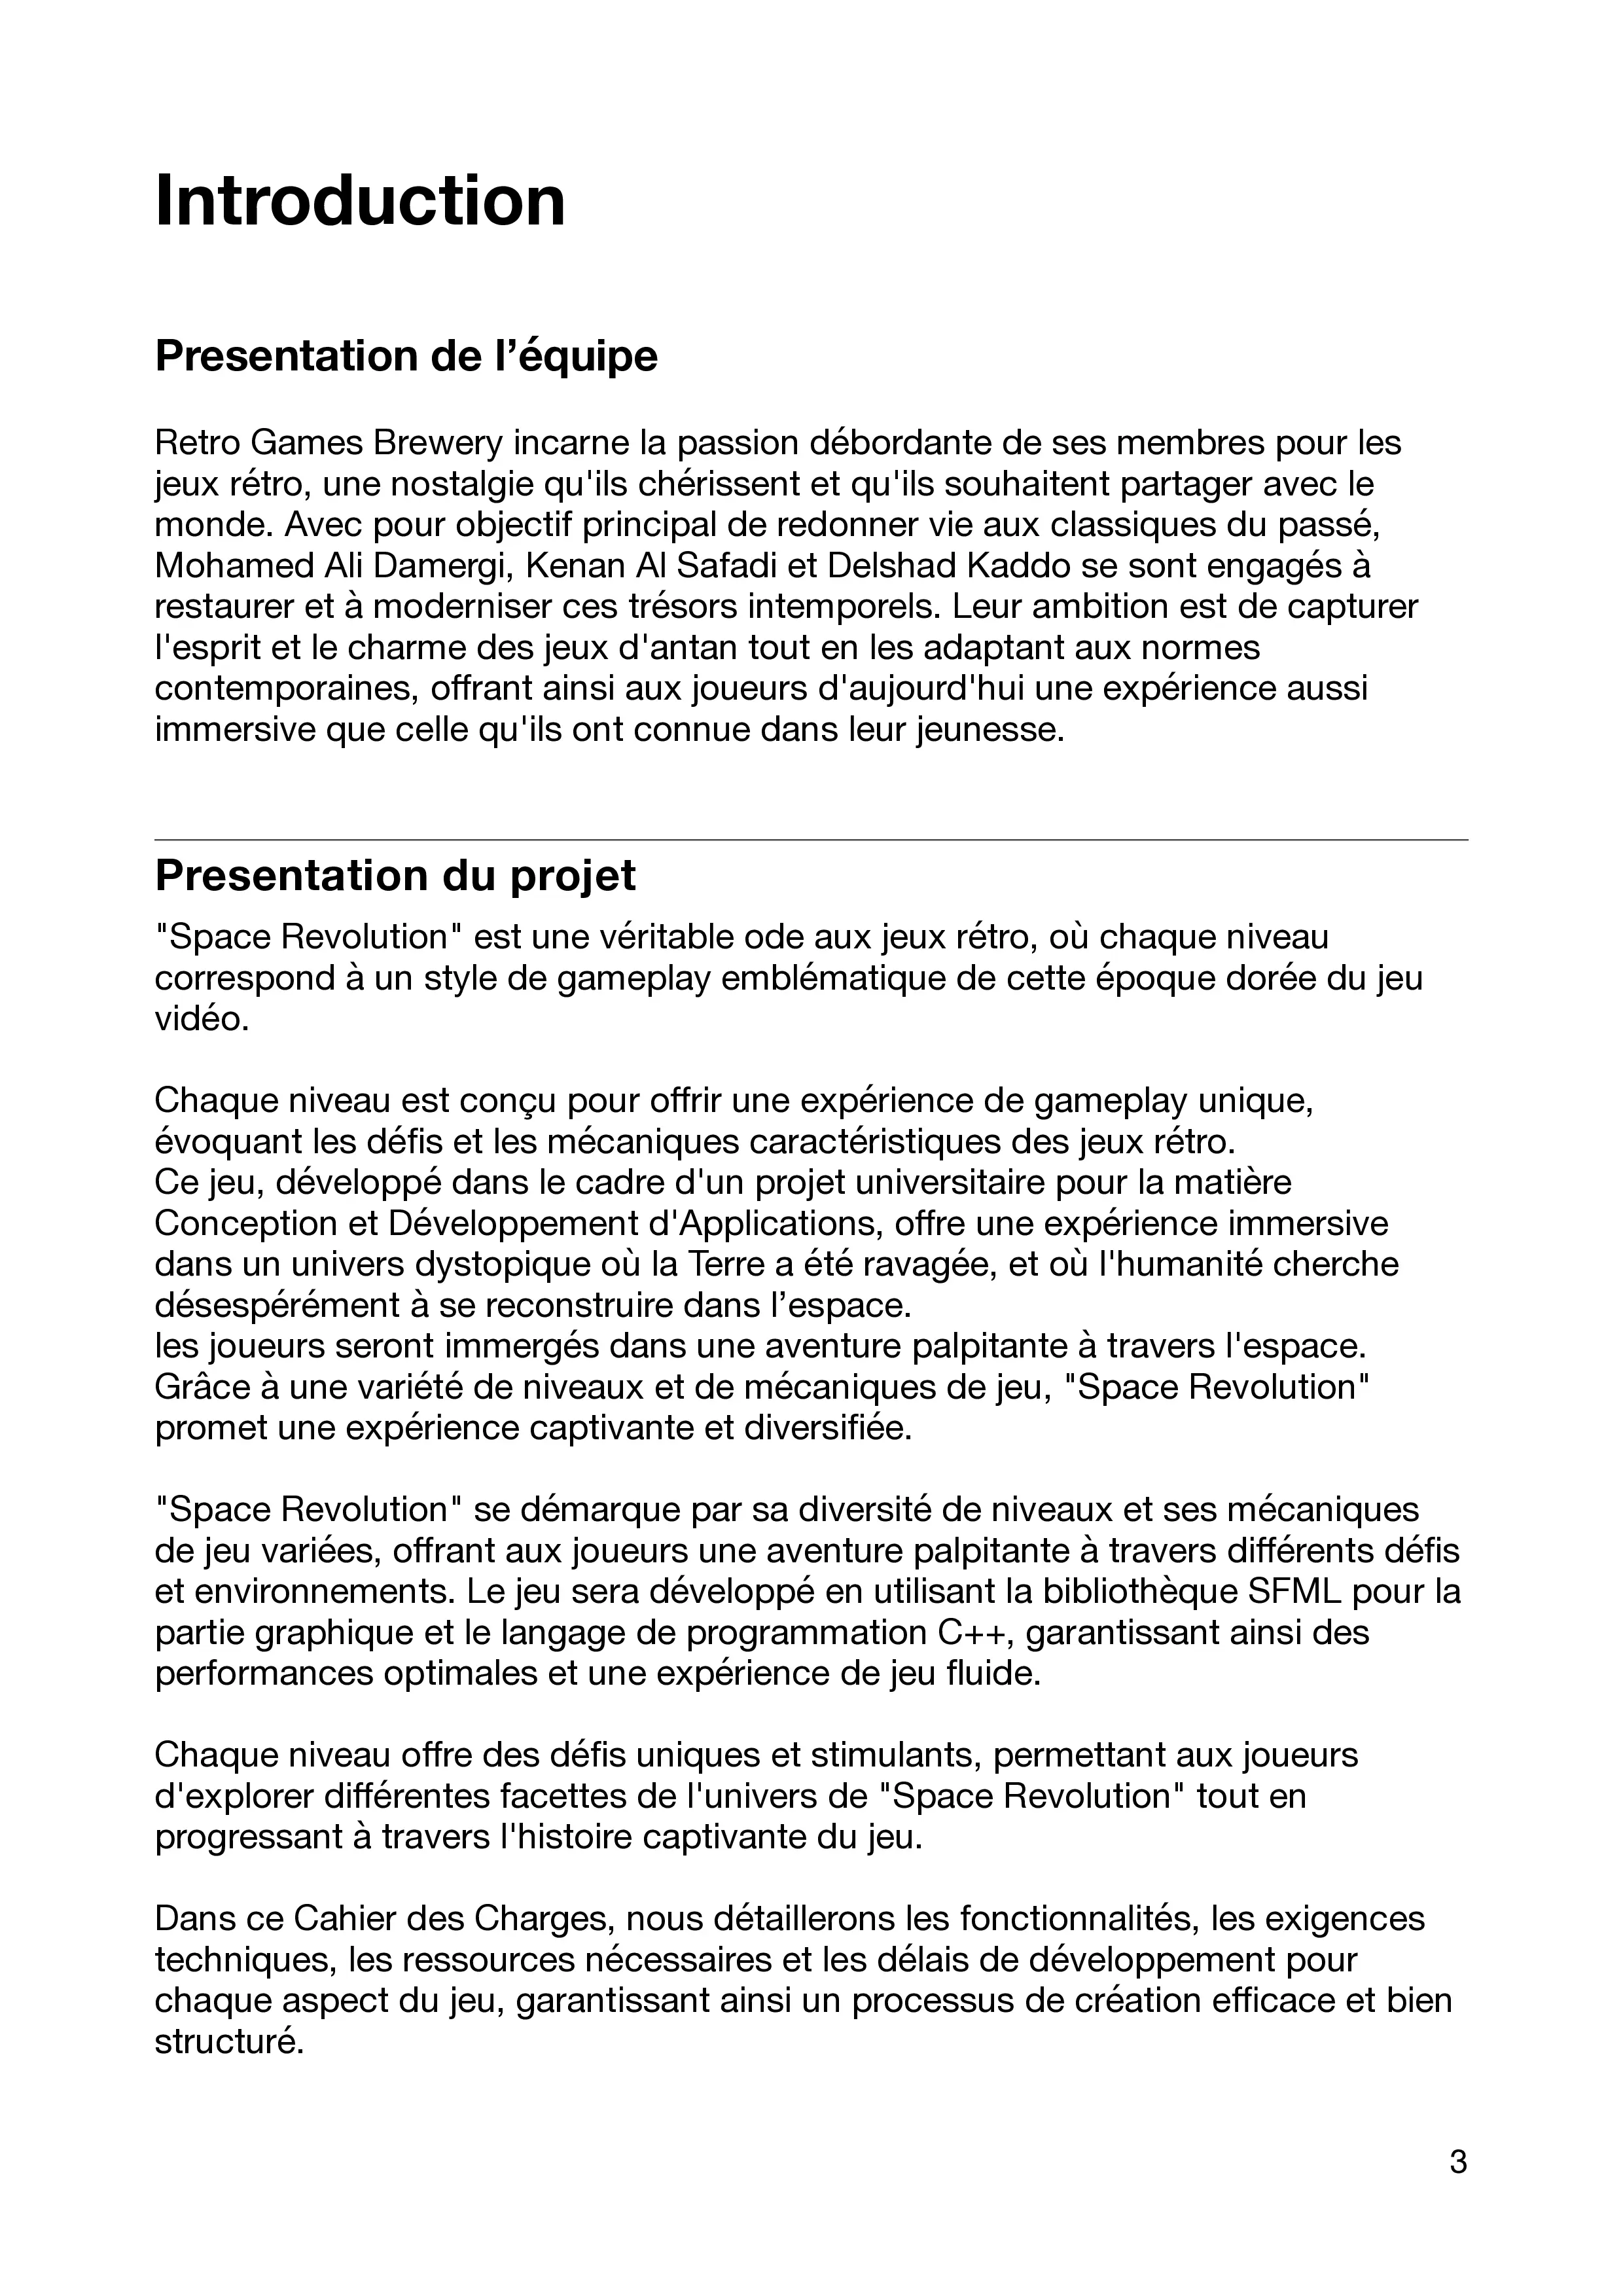 Introduction
Presentation de l’équipe
Retro Games Brewery incarne la passion débordante de ses membres pour les
jeux rétro, une nostalgie qu'ils chérissent et qu'ils souhaitent partager avec le
monde. Avec pour objectif principal de redonner vie aux classiques du passé,
Mohamed Ali Damergi, Kenan Al Safadi et Delshad Kaddo se sont engagés à
restaurer et à moderniser ces trésors intemporels. Leur ambition est de capturer
l'esprit et le charme des jeux d'antan tout en les adaptant aux normes
contemporaines, offrant ainsi aux joueurs d'aujourd'hui une expérience aussi
immersive que celle qu'ils ont connue dans leur jeunesse.
Presentation du projet
"Space Revolution" est une véritable ode aux jeux rétro, où chaque niveau
correspond à un style de gameplay emblématique de cette époque dorée du jeu
vidéo.
Chaque niveau est conçu pour offrir une expérience de gameplay unique,
évoquant les défis et les mécaniques caractéristiques des jeux rétro.
Ce jeu, développé dans le cadre d'un projet universitaire pour la matière
Conception et Développement d'Applications, offre une expérience immersive
dans un univers dystopique où la Terre a été ravagée, et où l'humanité cherche
désespérément à se reconstruire dans l’espace.
les joueurs seront immergés dans une aventure palpitante à travers l'espace.
Grâce à une variété de niveaux et de mécaniques de jeu, "Space Revolution"
promet une expérience captivante et diversifiée.
"Space Revolution" se démarque par sa diversité de niveaux et ses mécaniques
de jeu variées, offrant aux joueurs une aventure palpitante à travers différents défis
et environnements. Le jeu sera développé en utilisant la bibliothèque SFML pour la
partie graphique et le langage de programmation C++, garantissant ainsi des
performances optimales et une expérience de jeu fluide.
Chaque niveau offre des défis uniques et stimulants, permettant aux joueurs
d'explorer différentes facettes de l'univers de "Space Revolution" tout en
progressant à travers l'histoire captivante du jeu.
Dans ce Cahier des Charges, nous détaillerons les fonctionnalités, les exigences
techniques, les ressources nécessaires et les délais de développement pour
chaque aspect du jeu, garantissant ainsi un processus de création efficace et bien
structuré.
3